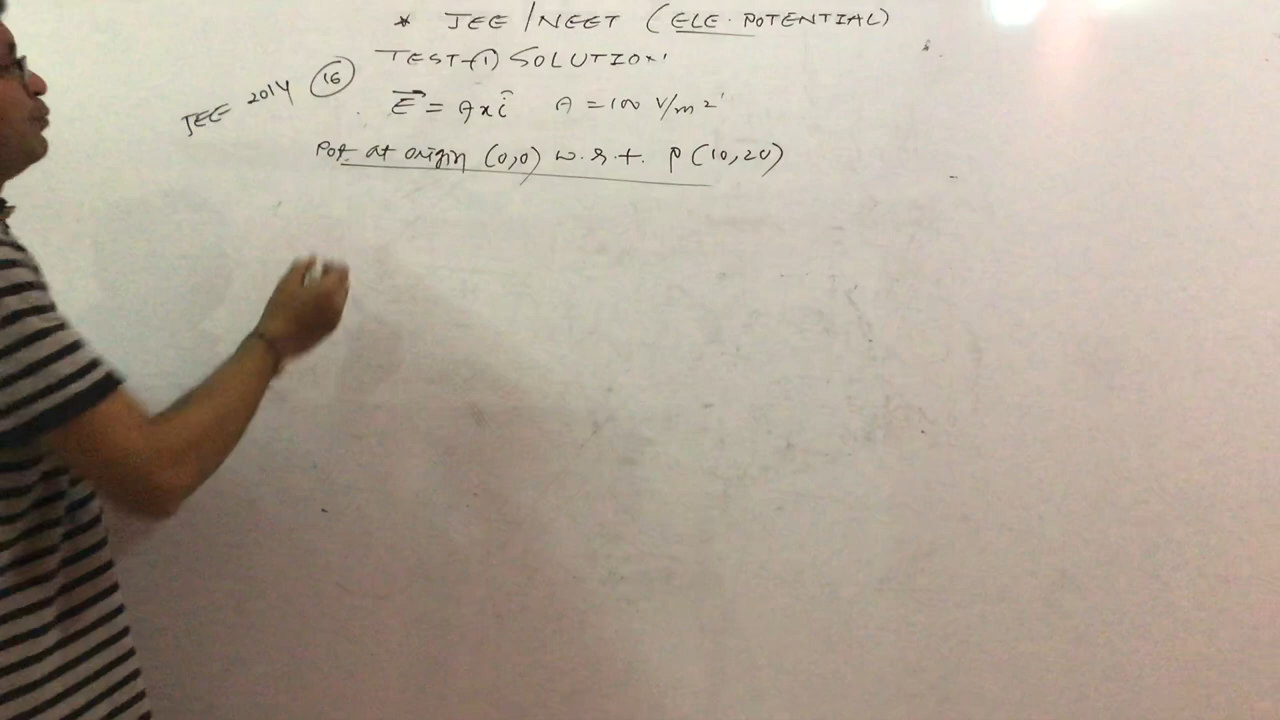 * JEE / NEET (ELE. POTENTIAL)
TEST-(1) SOLUTION'
JEE 2014 (16) E⃗ = Axî A = 100 V/m²
Pot. at origin (0,0) w.r.t. P(10,20)